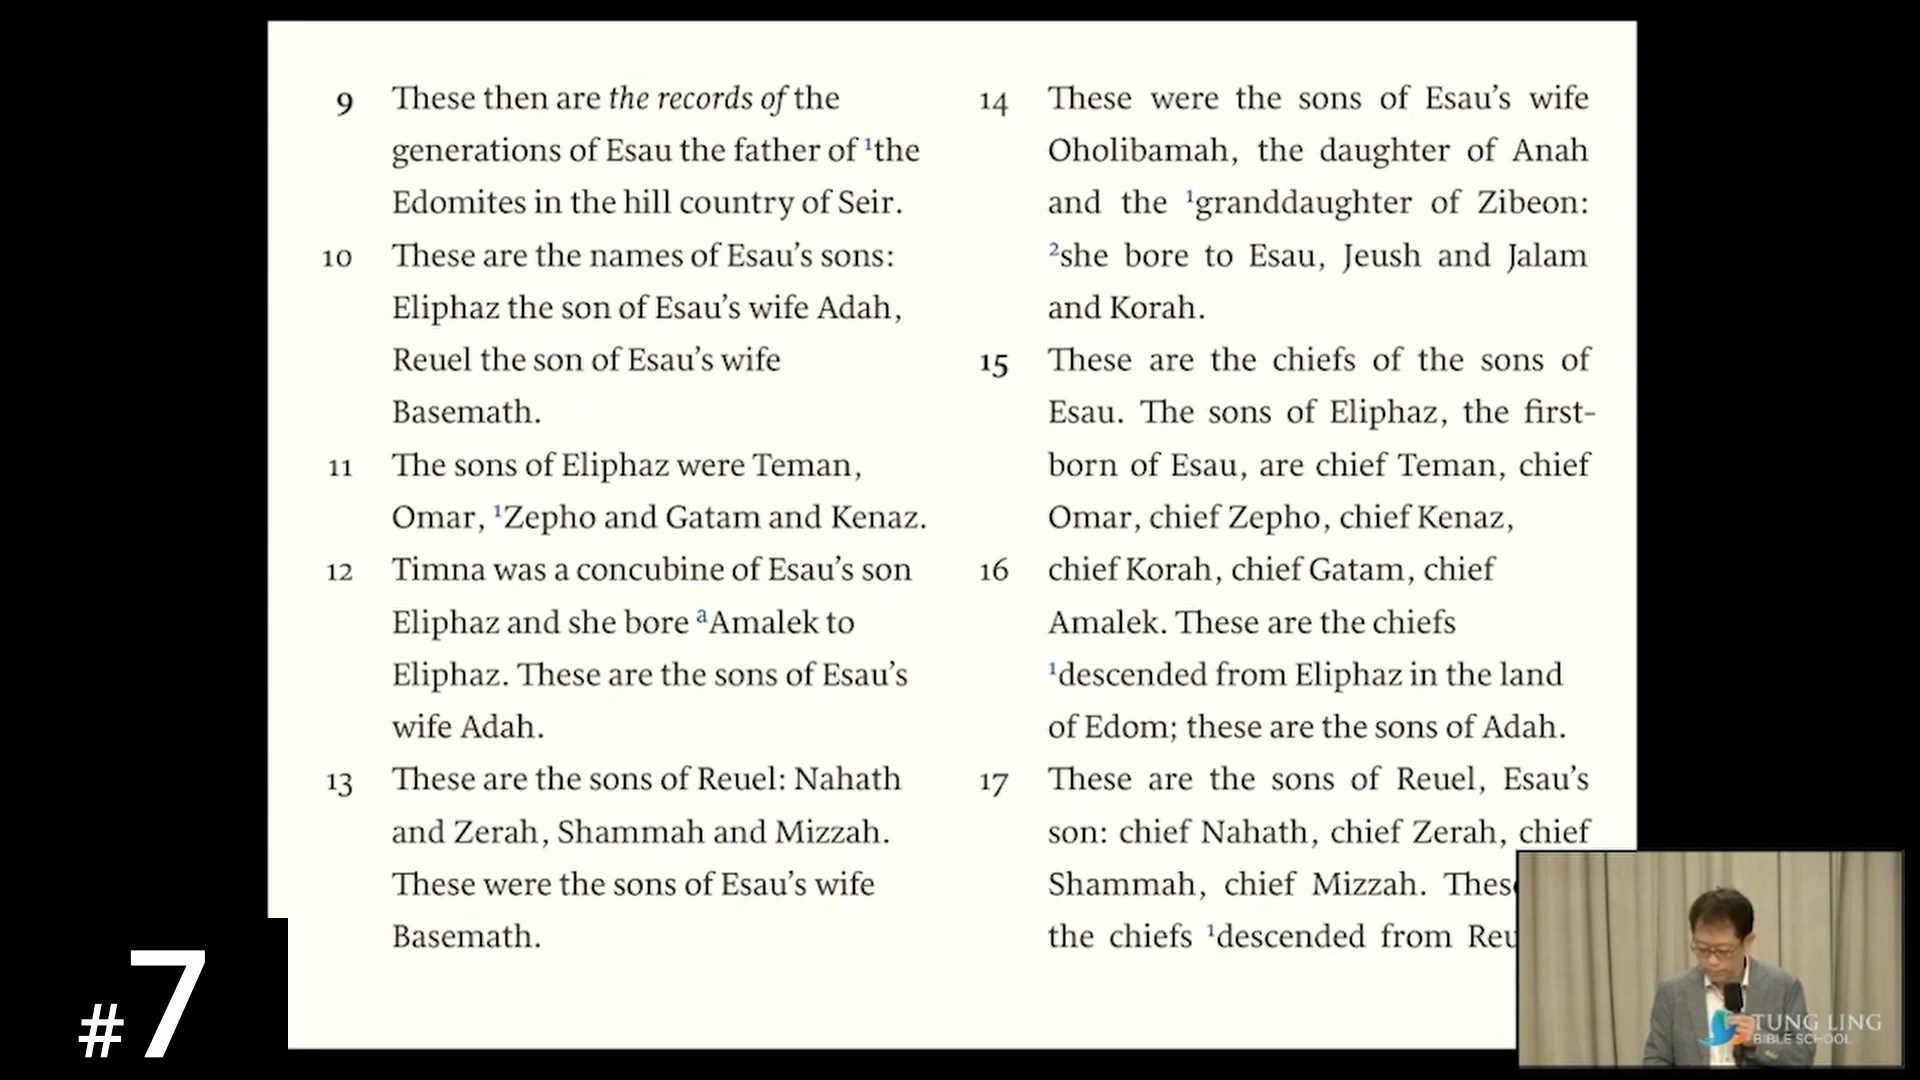 9 These then are the records of the
generations of Esau the father of ¹the
Edomites in the hill country of Seir.
10 These are the names of Esau’s sons:
Eliphaz the son of Esau’s wife Adah,
Reuel the son of Esau’s wife
Basemath.
11 The sons of Eliphaz were Teman,
Omar, ¹Zepho and Gatam and Kenaz.
12 Timna was a concubine of Esau’s son
Eliphaz and she bore ᵃAmalek to
Eliphaz. These are the sons of Esau’s
wife Adah.
13 These are the sons of Reuel: Nahath
and Zerah, Shammah and Mizzah.
These were the sons of Esau’s wife
Basemath.
14 These were the sons of Esau’s wife
Oholibamah, the daughter of Anah
and the ¹granddaughter of Zibeon:
²she bore to Esau, Jeush and Jalam
and Korah.
15 These are the chiefs of the sons of
Esau. The sons of Eliphaz, the first-
born of Esau, are chief Teman, chief
Omar, chief Zepho, chief Kenaz,
16 chief Korah, chief Gatam, chief
Amalek. These are the chiefs
¹descended from Eliphaz in the land
of Edom; these are the sons of Adah.
17 These are the sons of Reuel, Esau’s
son: chief Nahath, chief Zerah, chief
Shammah, chief Mizzah. Thes
the chiefs ¹descended from Reu
#7
TUNG LING
BIBLE SCHOOL